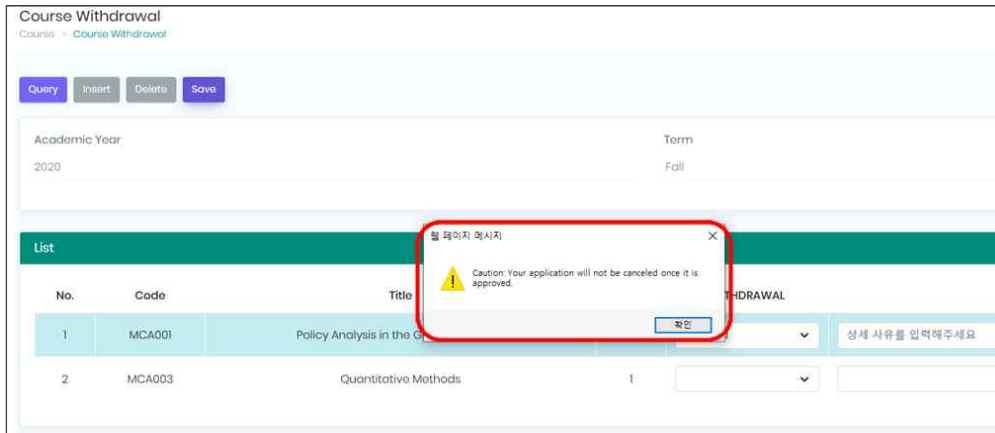 Course Withdrawal
Course > Course Withdrawal
Query Insert Delete Save
Academic Year Term
2020 Fall
List
웹 페이지 메시지
Caution: Your application will not be canceled once it is
approved.
확인
No. Code Title THDRAWAL
1 MCA001 Policy Analysis in the G 상세 사유를 입력해주세요
2 MCA003 Quantitative Methods 1